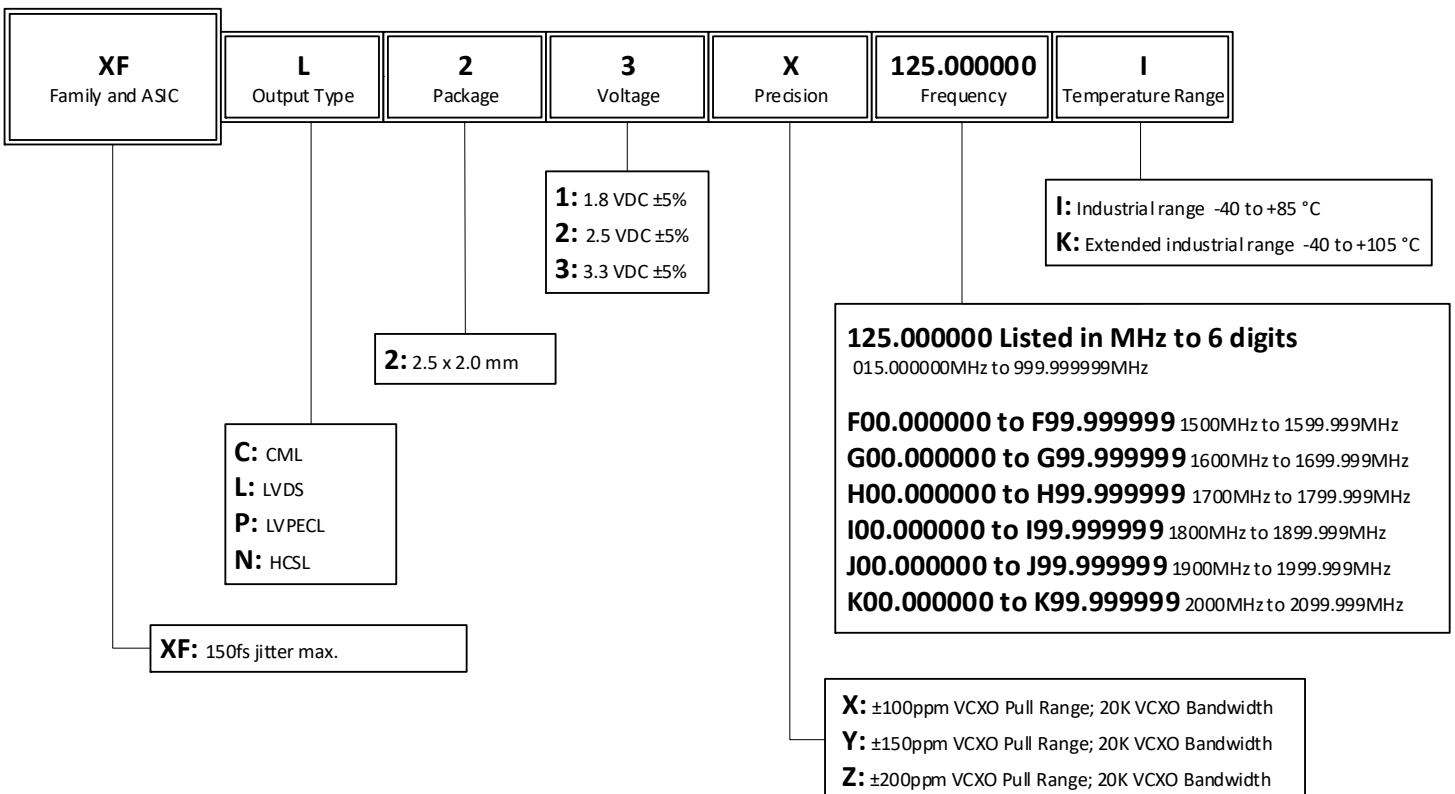 XF
Family and ASIC
L
Output Type
2
Package
3
Voltage
X
Precision
125.000000
Frequency
I
Temperature Range
1: 1.8 VDC ±5%
2: 2.5 VDC ±5%
3: 3.3 VDC ±5%
I: Industrial range -40 to +85 °C
K: Extended industrial range -40 to +105 °C
2: 2.5 x 2.0 mm
125.000000 Listed in MHz to 6 digits
015.000000MHz to 999.999999MHz
F00.000000 to F99.999999 1500MHz to 1599.999MHz
G00.000000 to G99.999999 1600MHz to 1699.999MHz
H00.000000 to H99.999999 1700MHz to 1799.999MHz
I00.000000 to I99.999999 1800MHz to 1899.999MHz
J00.000000 to J99.999999 1900MHz to 1999.999MHz
K00.000000 to K99.999999 2000MHz to 2099.999MHz
C: CML
L: LVDS
P: LVPECL
N: HCSL
XF: 150fs jitter max.
X: ±100ppm VCXO Pull Range; 20K VCXO Bandwidth
Y: ±150ppm VCXO Pull Range; 20K VCXO Bandwidth
Z: ±200ppm VCXO Pull Range; 20K VCXO Bandwidth